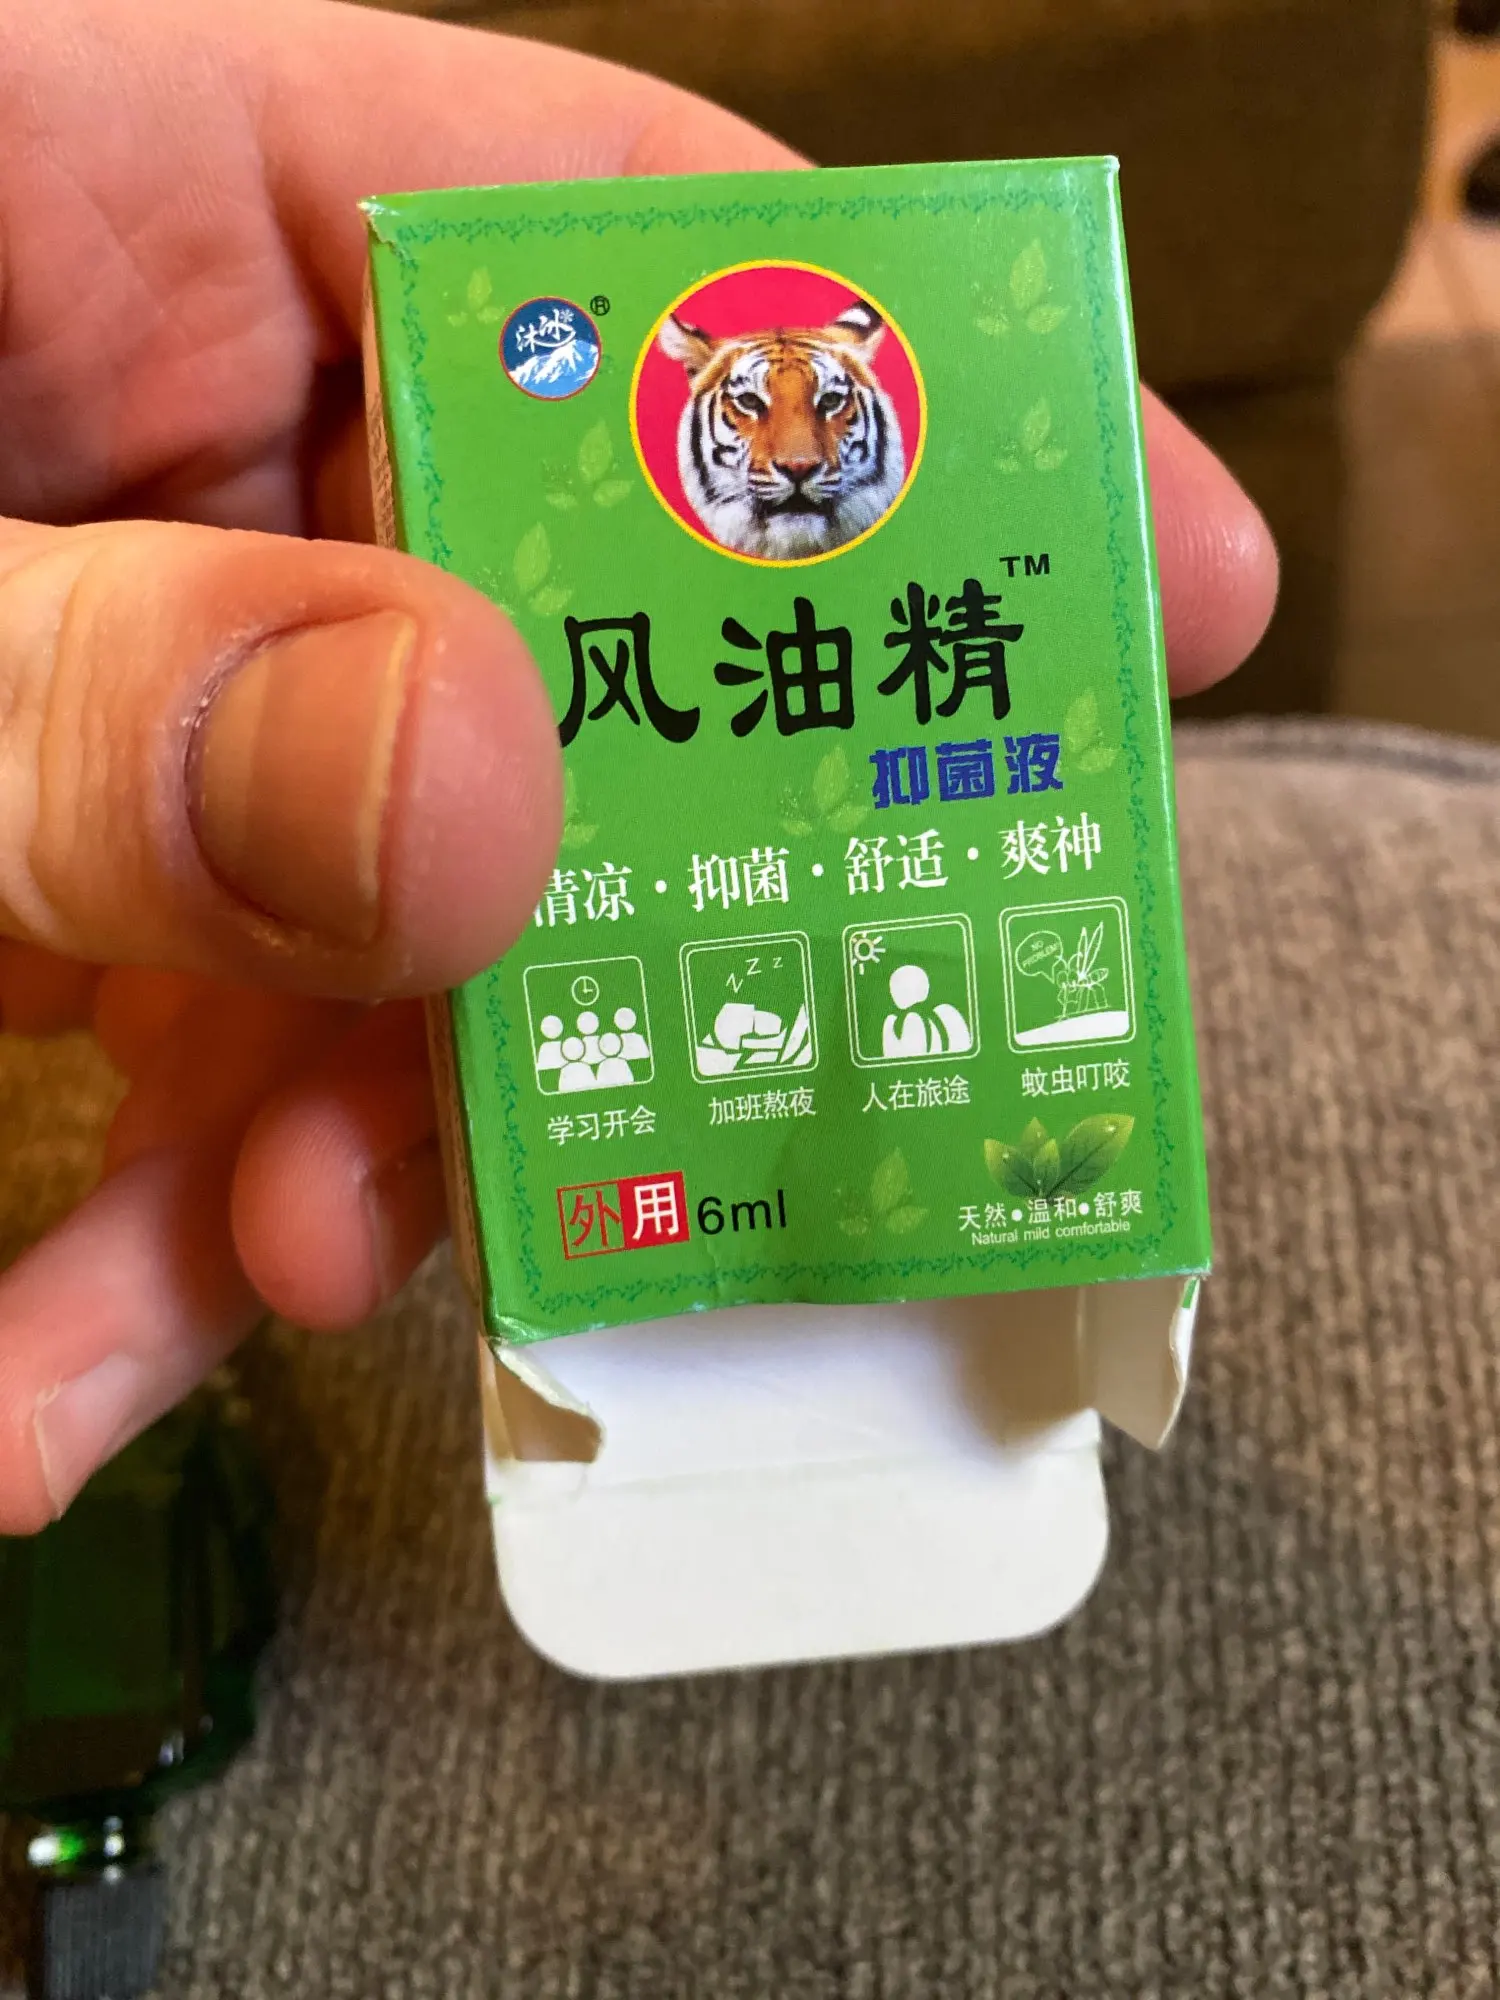 沐冰®
风油精™
抑菌液
清凉·抑菌·舒适·爽神
NO PROBLEM!
学习开会 加班熬夜 人在旅途 蚊虫叮咬
外用 6ml
天然●温和●舒爽
Natural mild comfortable